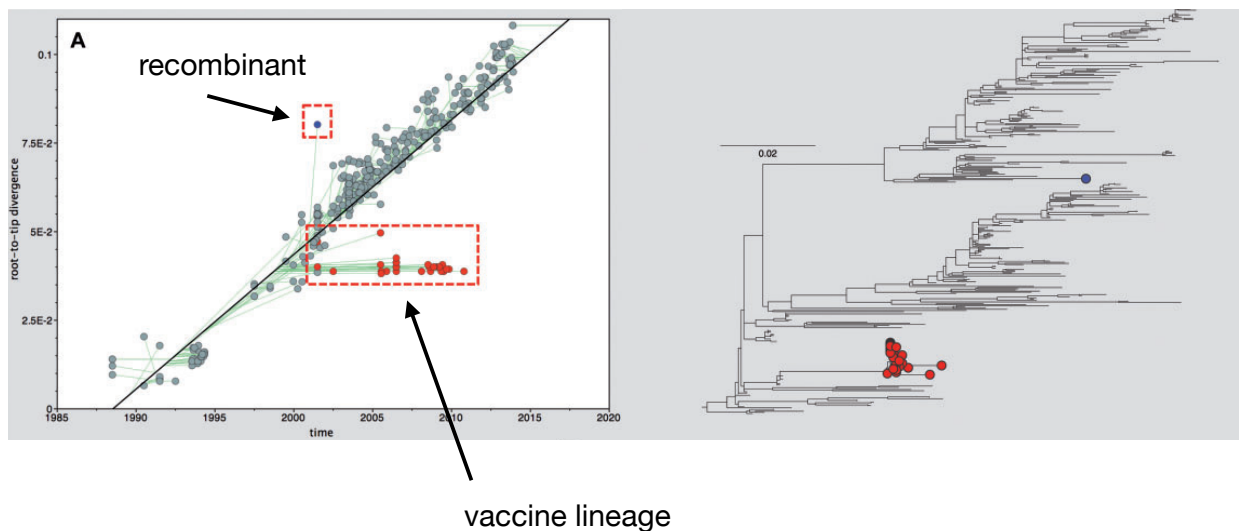 A
recombinant
0.1
7.5E-2
5E-2
2.5E-2
0
root-to-tip divergence
1985
1990
1995
2000
2005
2010
2015
2020
time
0.02
vaccine lineage